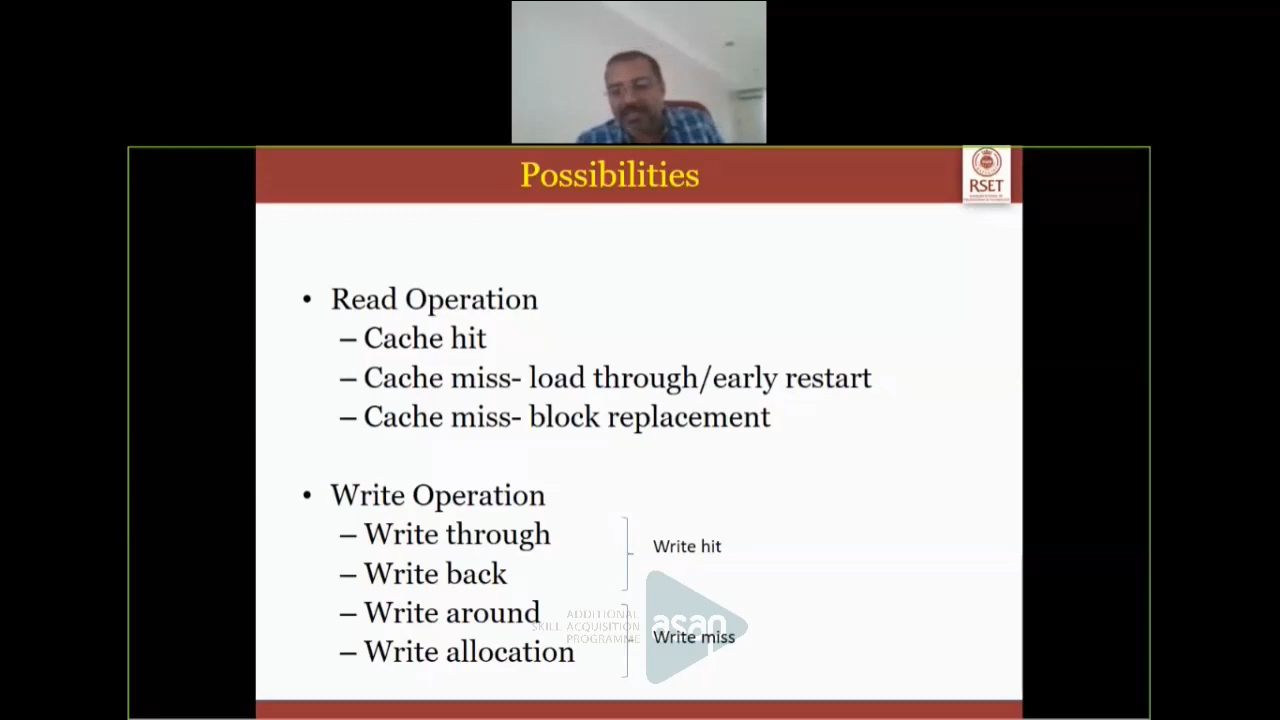 Possibilities
RSET
• Read Operation
– Cache hit
– Cache miss- load through/early restart
– Cache miss- block replacement
• Write Operation
– Write through
– Write back
Write hit
– Write around
– Write allocation
Write miss
ADDITIONAL
SKILL ACQUISITION
PROGRAMME
asap